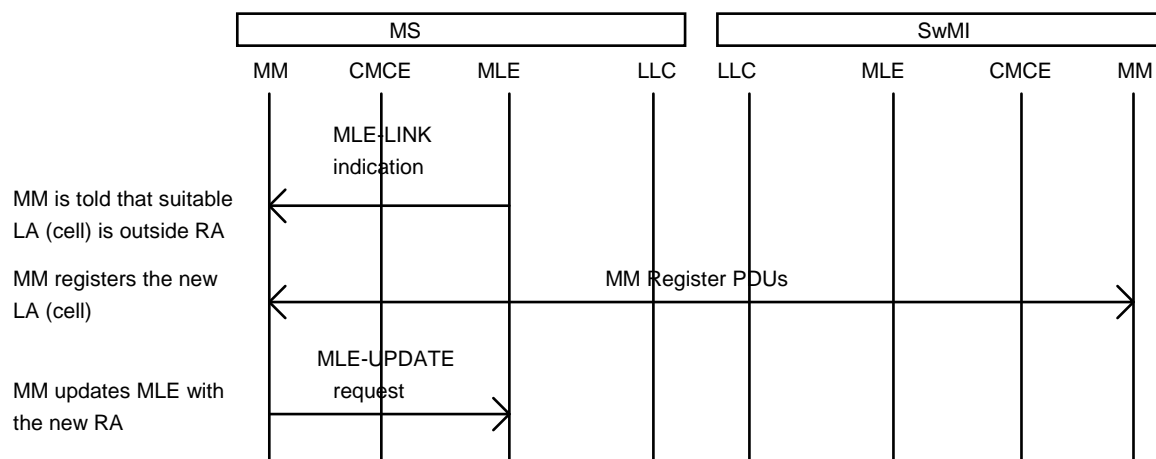 MS SwMI
MM CMCE MLE LLC LLC MLE CMCE MM
MLE-LINK
indication
MM is told that suitable
LA (cell) is outside RA
MM registers the new
LA (cell)
MM Register PDUs
MLE-UPDATE
request
MM updates MLE with
the new RA